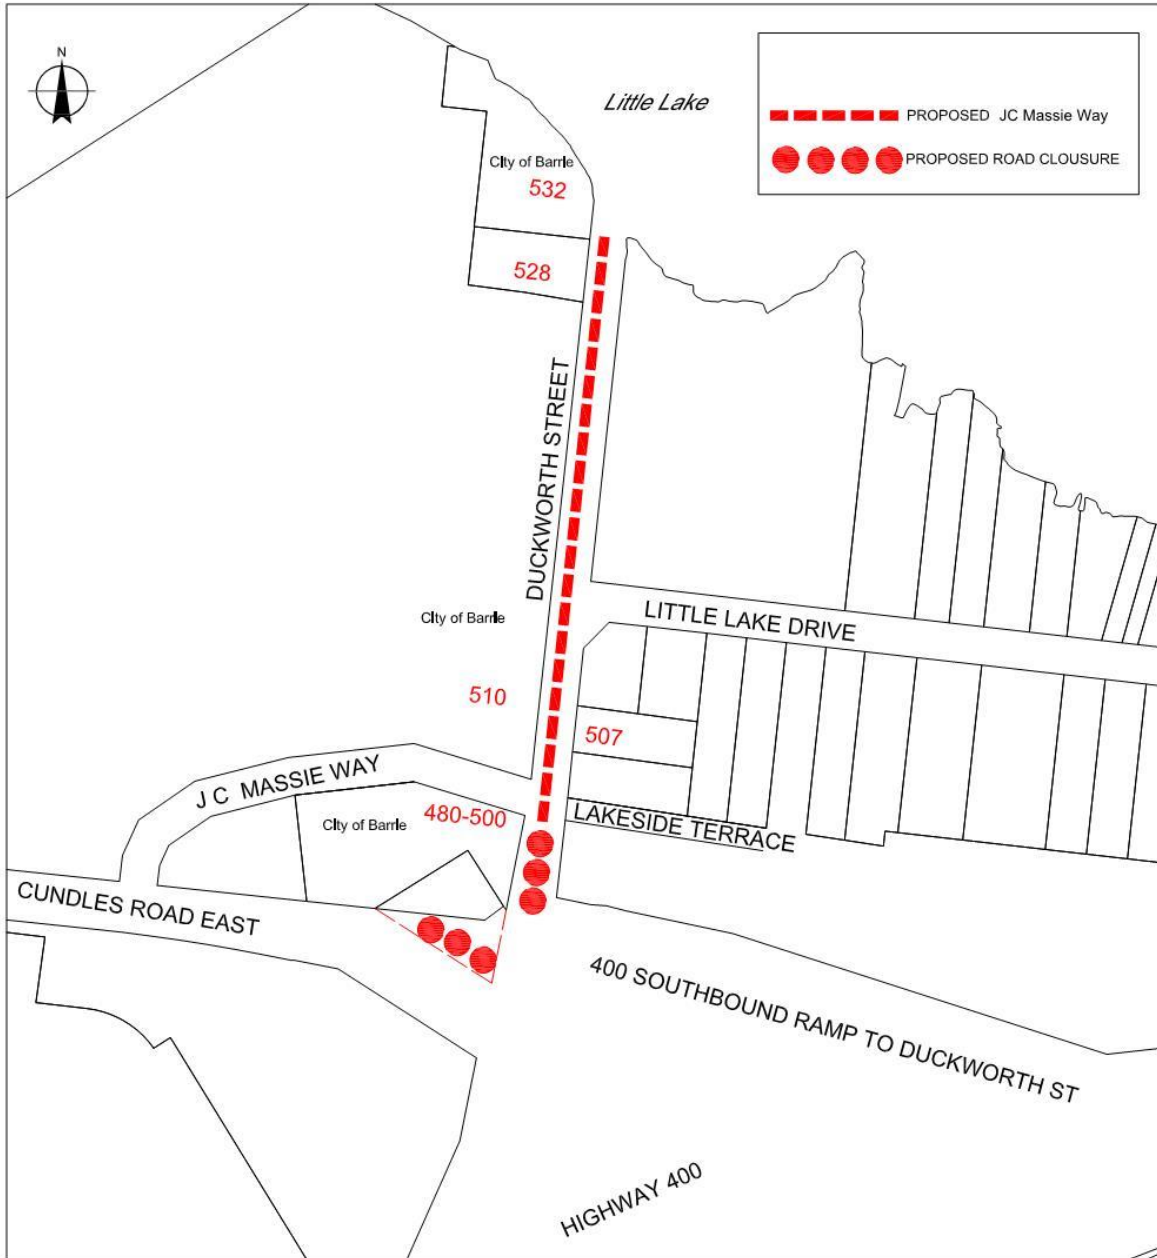 N
Little Lake
PROPOSED JC Massie Way
PROPOSED ROAD CLOUSURE
City of Barrie
532
528
DUCKWORTH STREET
LITTLE LAKE DRIVE
City of Barrie
510
507
J C MASSIE WAY
City of Barrie
480-500
LAKESIDE TERRACE
CUNDLES ROAD EAST
400 SOUTHBOUND RAMP TO DUCKWORTH ST
HIGHWAY 400